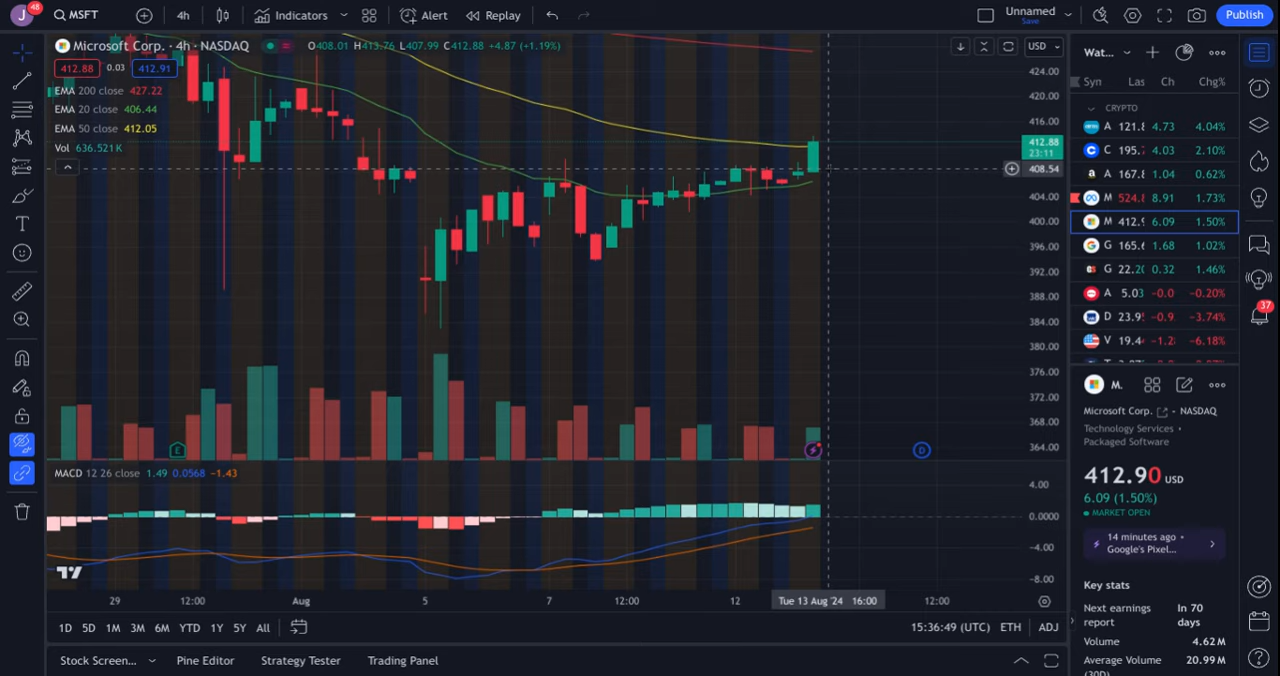 J 48 MSFT 4h Indicators Alert Replay Unnamed Save Publish
Microsoft Corp. · 4h · NASDAQ O408.01 H413.76 L407.99 C412.88 +4.87 (+1.19%)
412.88 0.03 412.91
EMA 200 close 427.22
EMA 20 close 406.44
EMA 50 close 412.05
Vol 636.521K
USD
424.00
420.00
416.00
412.88
23:11
408.54
404.00
400.00
396.00
392.00
388.00
384.00
380.00
376.00
372.00
368.00
364.00
E
D
MACD 12 26 close 1.49 0.0568 −1.43
4.00
0.0000
−4.00
−8.00
29 12:00 Aug 5 7 12:00 12 Tue 13 Aug '24 16:00 12:00
1D 5D 1M 3M 6M YTD 1Y 5Y All 15:36:49 (UTC) ETH ADJ
Stock Screen... Pine Editor Strategy Tester Trading Panel
Wat...
Syn Las Ch Chg%
CRYPTO
A 121.8 4.73 4.04%
C 195. 4.03 2.10%
A 167.8 1.04 0.62%
M 524.8 8.91 1.73%
M 412.9 6.09 1.50%
G 165.6 1.68 1.02%
G 22.20 0.32 1.46%
A 5.03 −0.0 −0.20%
D 23.9 −0.9 −3.74%
V 19.4 −1.2 −6.18%
M.
Microsoft Corp. · NASDAQ
Technology Services •
Packaged Software
412.90 USD
6.09 (1.50%)
MARKET OPEN
14 minutes ago •
Google's Pixel...
Key stats
Next earnings In 70
report days
Volume 4.62M
Average Volume 20.99M
(30D)
37